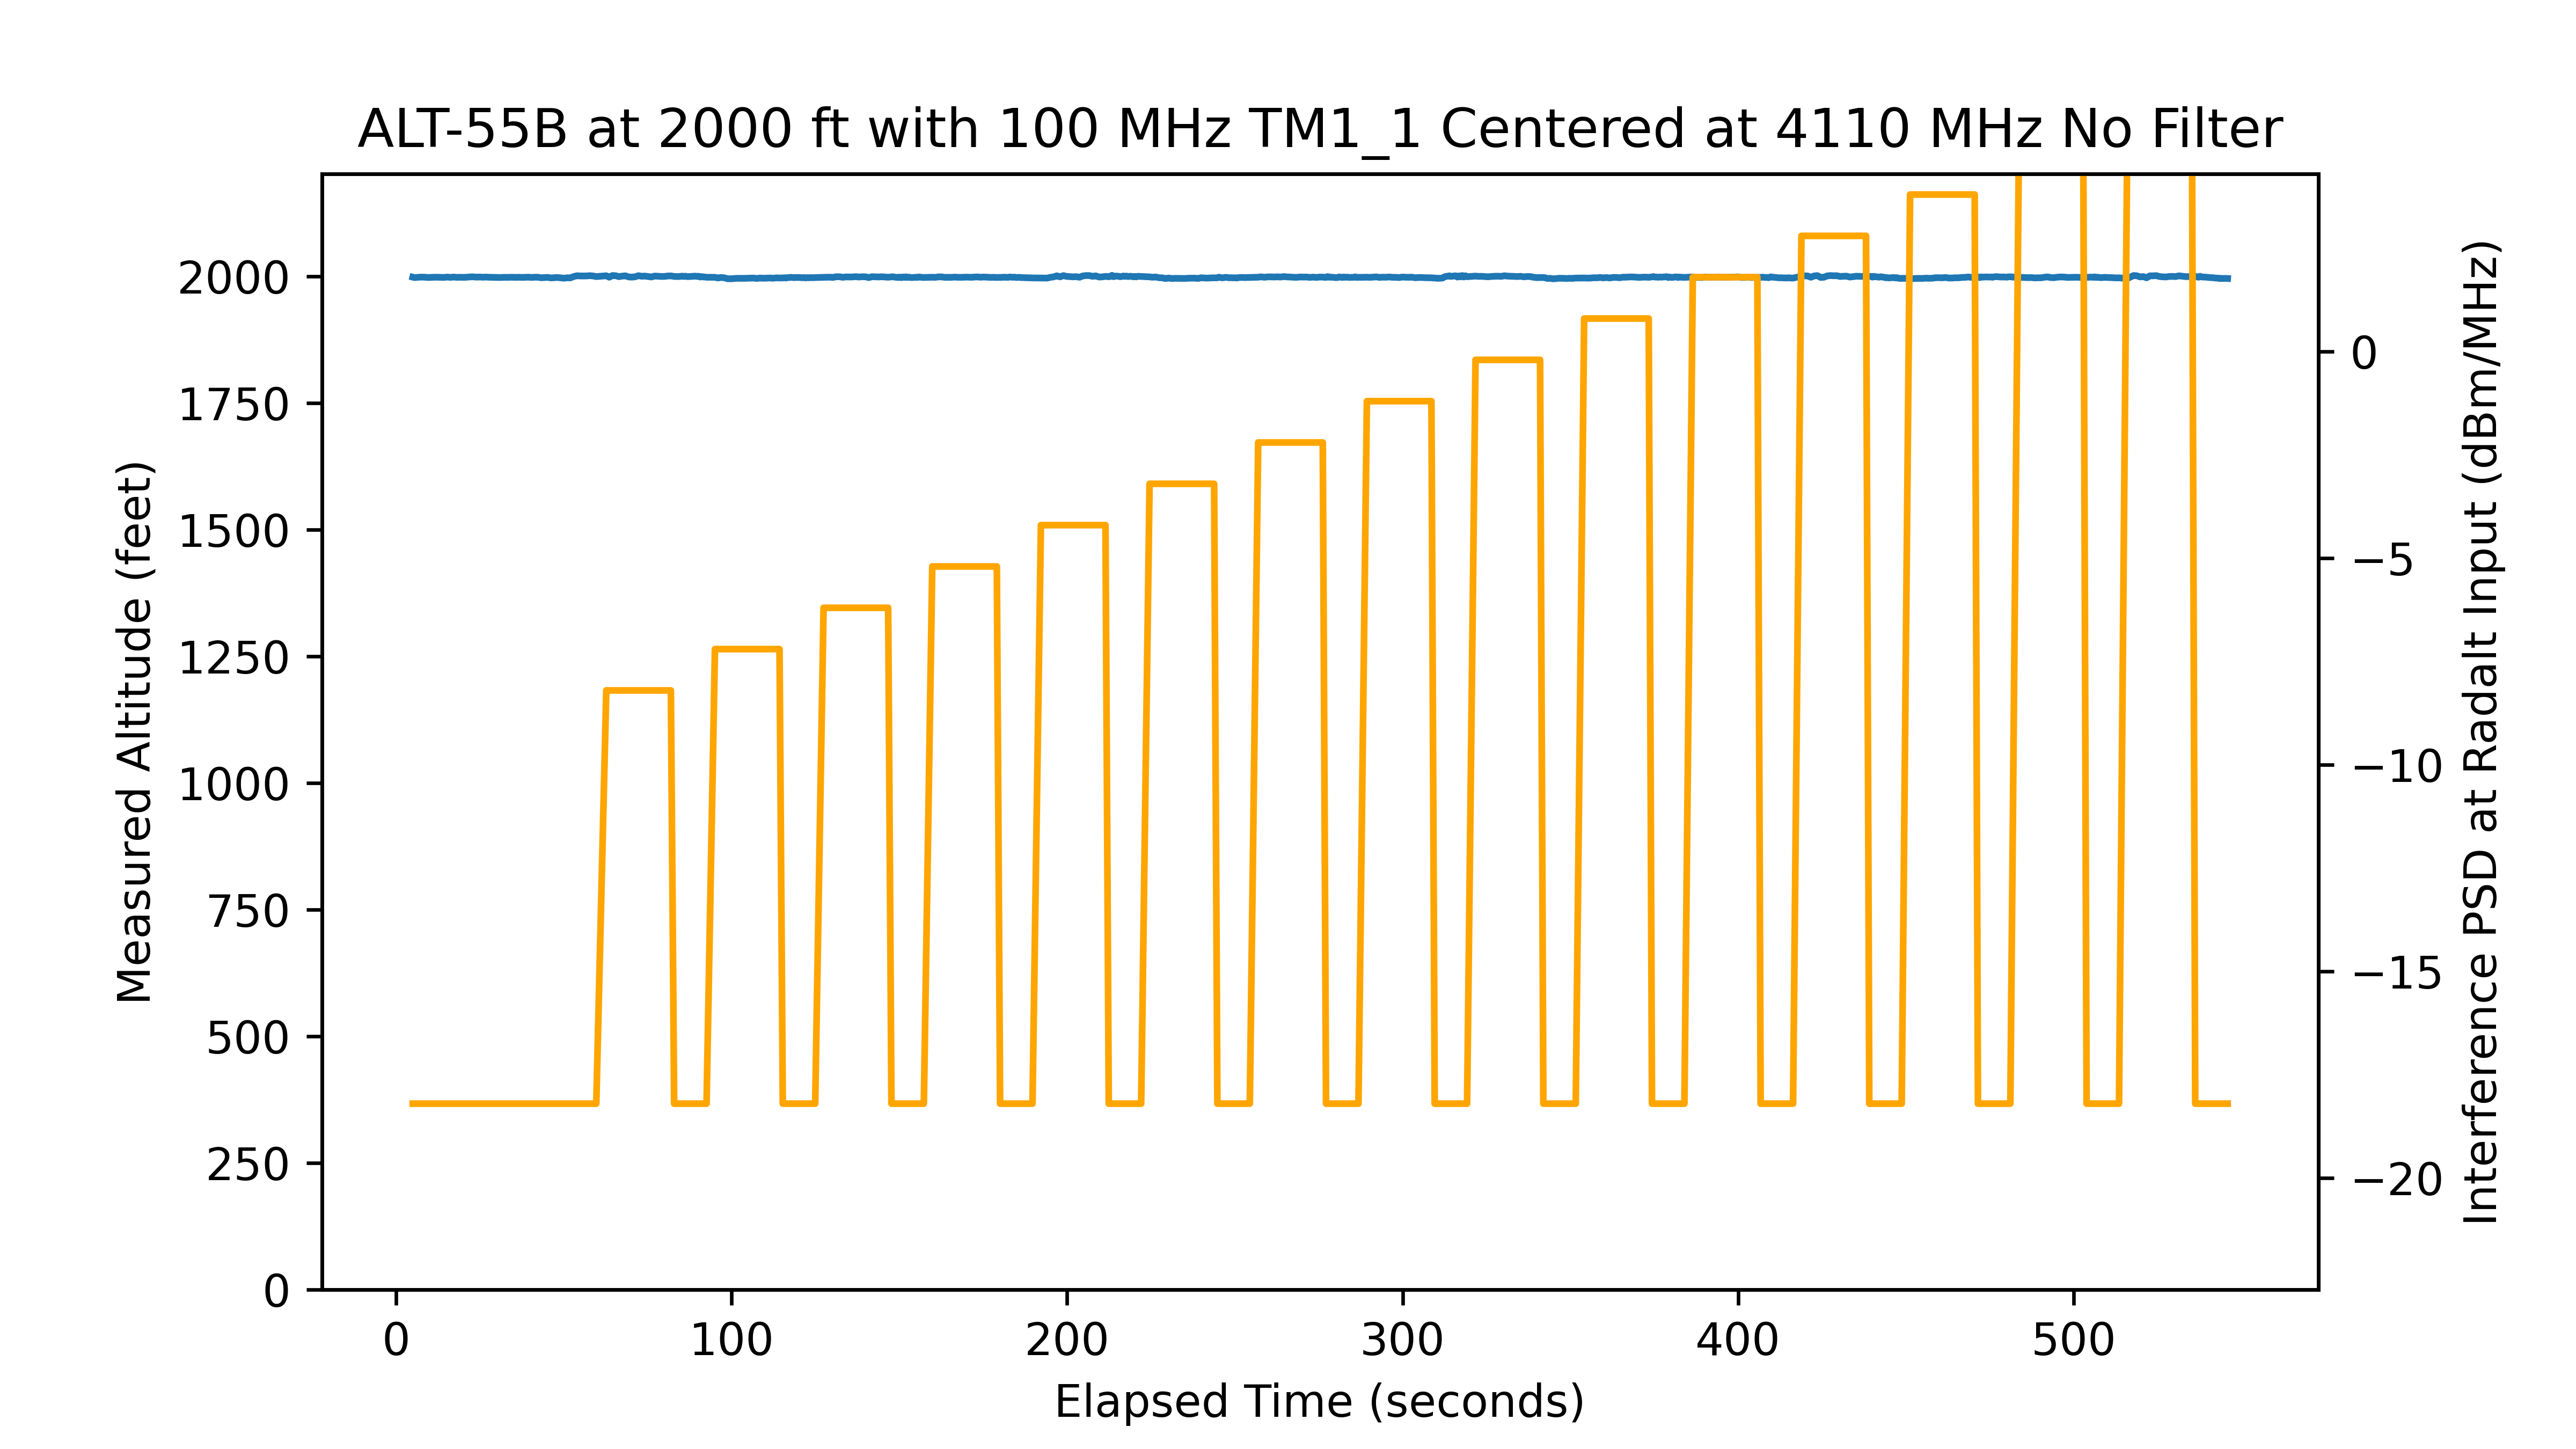 ALT-55B at 2000 ft with 100 MHz TM1_1 Centered at 4110 MHz No Filter
Measured Altitude (feet)
2000
1750
1500
1250
1000
750
500
250
0
0
−5
−10
−15
−20
Interference PSD at Radalt Input (dBm/MHz)
0 100 200 300 400 500
Elapsed Time (seconds)